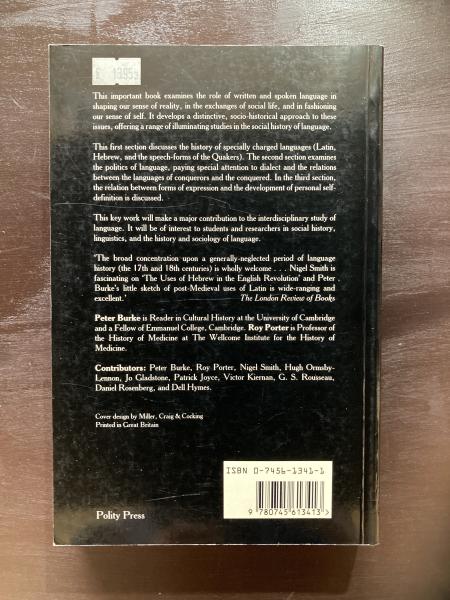 £ 13.95
This important book examines the role of written and spoken language in
shaping our sense of reality, in the exchanges of social life, and in fashioning
our sense of self. It develops a distinctive, socio-historical approach to these
issues, offering a range of illuminating studies in the social history of language.
This first section discusses the history of specially charged languages (Latin,
Hebrew, and the speech-forms of the Quakers). The second section examines
the politics of language, paying special attention to dialect and the relations
between the languages of conquerors and the conquered. In the third section,
the relation between forms of expression and the development of personal self-
definition is discussed.
This key work will make a major contribution to the interdisciplinary study of
language. It will be of interest to students and researchers in social history,
linguistics, and the history and sociology of language.
'The broad concentration upon a generally-neglected period of language
history (the 17th and 18th centuries) is wholly welcome . . . Nigel Smith is
fascinating on 'The Uses of Hebrew in the English Revolution' and Peter
Burke's little sketch of post-Medieval uses of Latin is wide-ranging and
excellent.' The London Review of Books
Peter Burke is Reader in Cultural History at the University of Cambridge
and a Fellow of Emmanuel College, Cambridge. Roy Porter is Professor of
the History of Medicine at The Wellcome Institute for the History of
Medicine.
Contributors: Peter Burke, Roy Porter, Nigel Smith, Hugh Ormsby-
Lennon, Jo Gladstone, Patrick Joyce, Victor Kiernan, G. S. Rousseau,
Daniel Rosenberg, and Dell Hymes.
Cover design by Miller, Craig & Cocking
Printed in Great Britain
ISBN 0-7456-1341-1
9 780745 613413 >
Polity Press